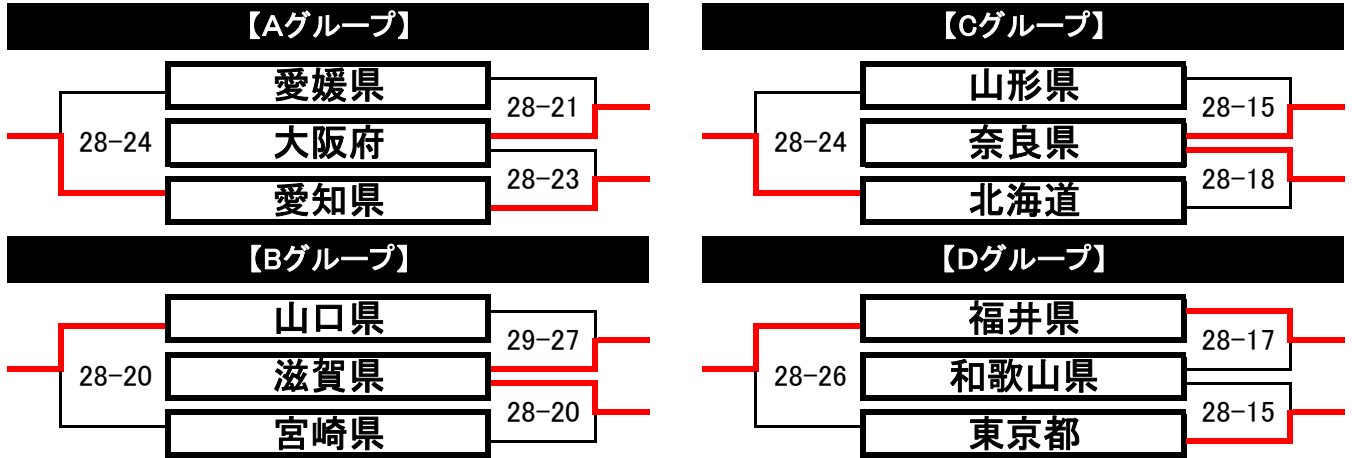 【Aグループ】
愛媛県
28-21
28-24
大阪府
28-23
愛知県
【Cグループ】
山形県
28-15
28-24
奈良県
28-18
北海道
【Bグループ】
山口県
29-27
28-20
滋賀県
28-20
宮崎県
【Dグループ】
福井県
28-17
28-26
和歌山県
28-15
東京都